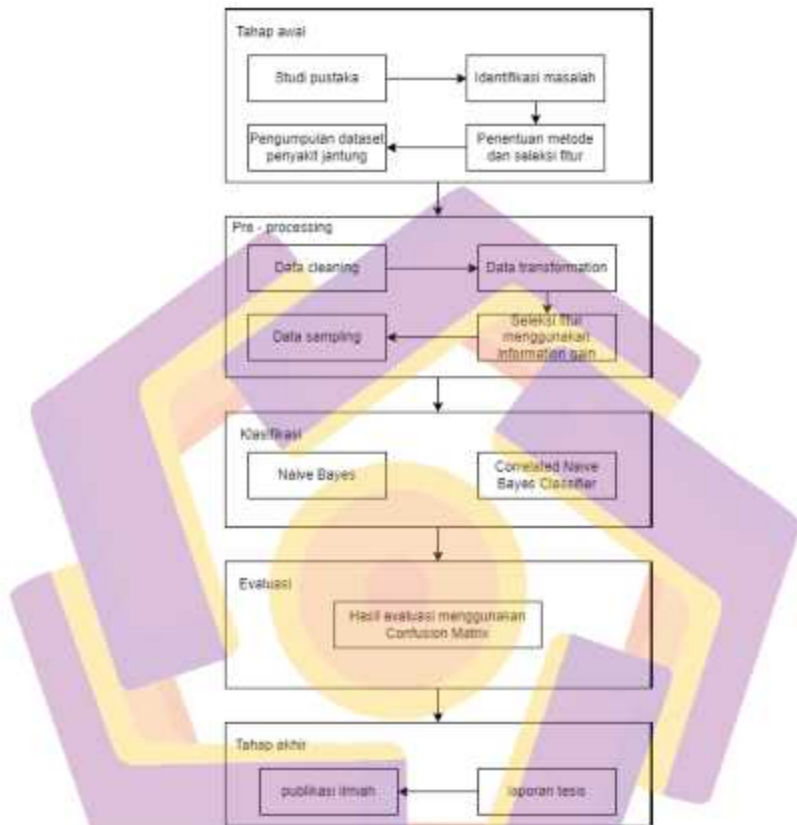 Tahap awal
Studi pustaka
Identifikasi masalah
Pengumpulan dataset
penyakit jantung
Penentuan metode
dan seleksi fitur
Pre - processing
Data cleaning
Data transformation
Data sampling
Seleksi fitur
menggunakan
information gain
Klasifikasi
Naive Bayes
Correlated Naive
Bayes Classifier
Evaluasi
Hasil evaluasi menggunakan
Confusion Matrix
Tahap akhir
publikasi ilmiah
laporan tesis